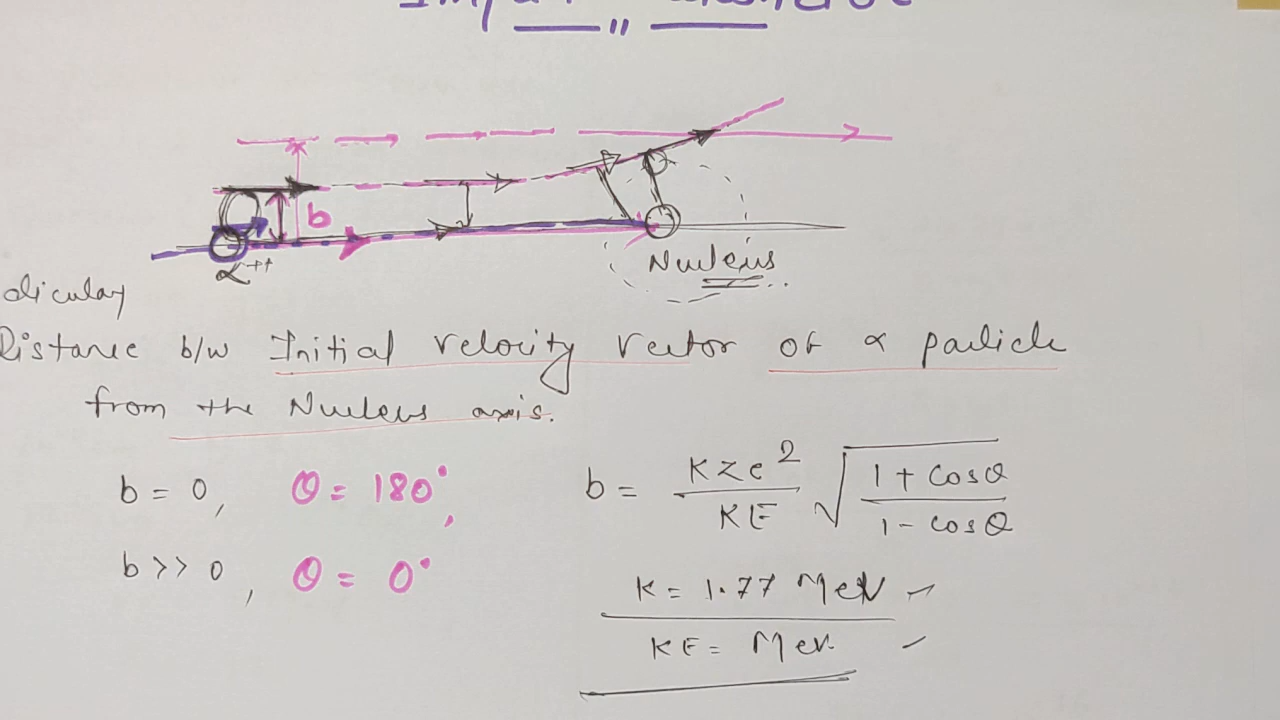 b
α++
Nucleus
dicular
Distance b/w Initial velocity vector of α particle
from the Nucleus axis.
b = 0, θ = 180°,
b >> 0, θ = 0°
b = KZe² / KE √(1 + cosθ / 1 - cosθ)
K = 1.77 MeV
KE = Mev.